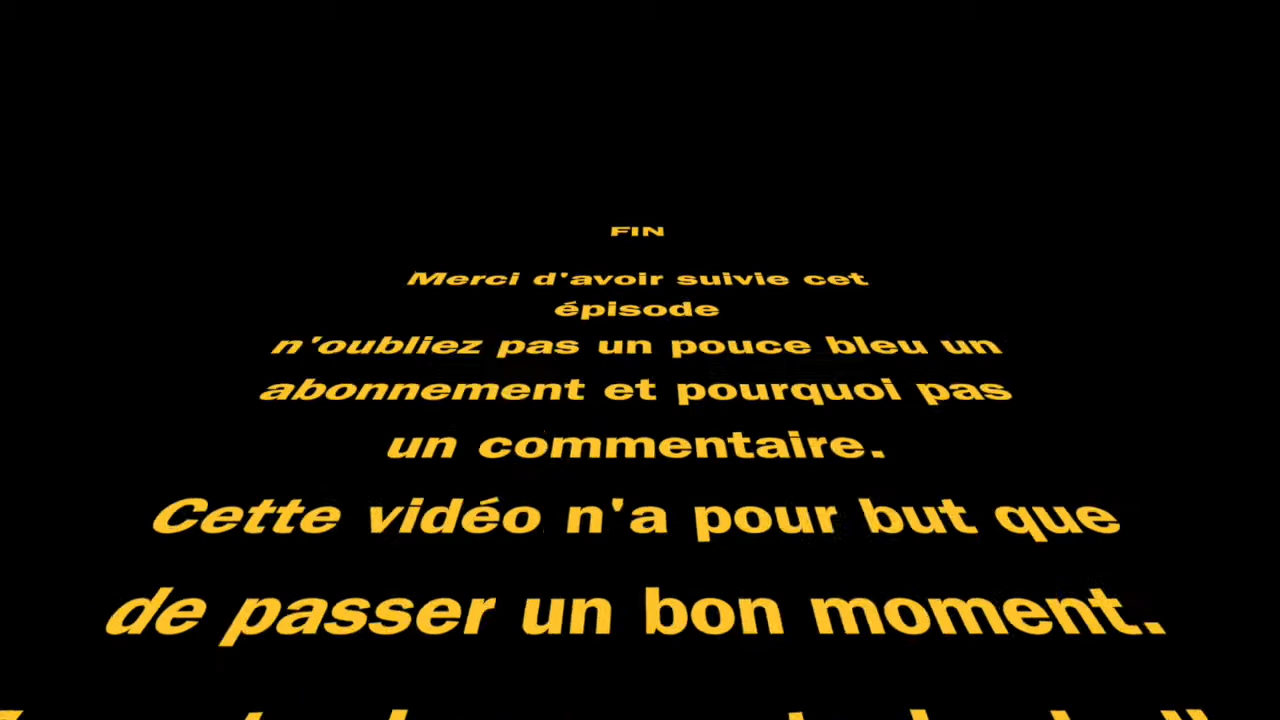 FIN
Merci d'avoir suivie cet
épisode
n'oubliez pas un pouce bleu un
abonnement et pourquoi pas
un commentaire.
Cette vidéo n'a pour but que
de passer un bon moment.